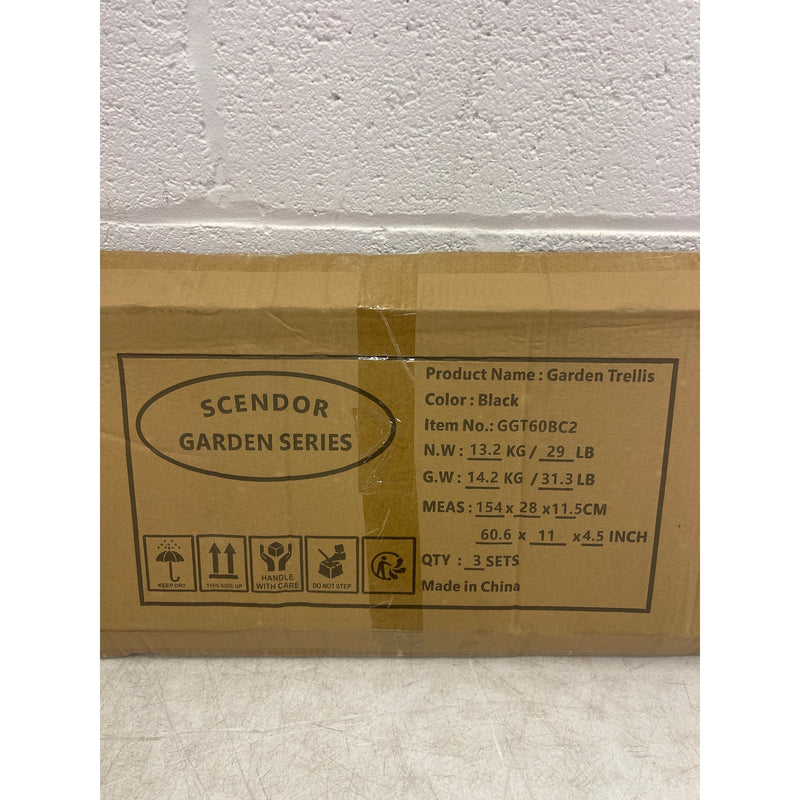 SCENDOR
GARDEN SERIES
KEEP DRY
THIS SIDE UP
HANDLE
WITH CARE
DO NOT STEP
Product Name : Garden Trellis
Color : Black
Item No.: GGT60BC2
N.W : 13.2 KG / 29 LB
G.W : 14.2 KG / 31.3 LB
MEAS : 154 x 28 x 11.5CM
60.6 x 11 x 4.5 INCH
QTY : 3 SETS
Made in China